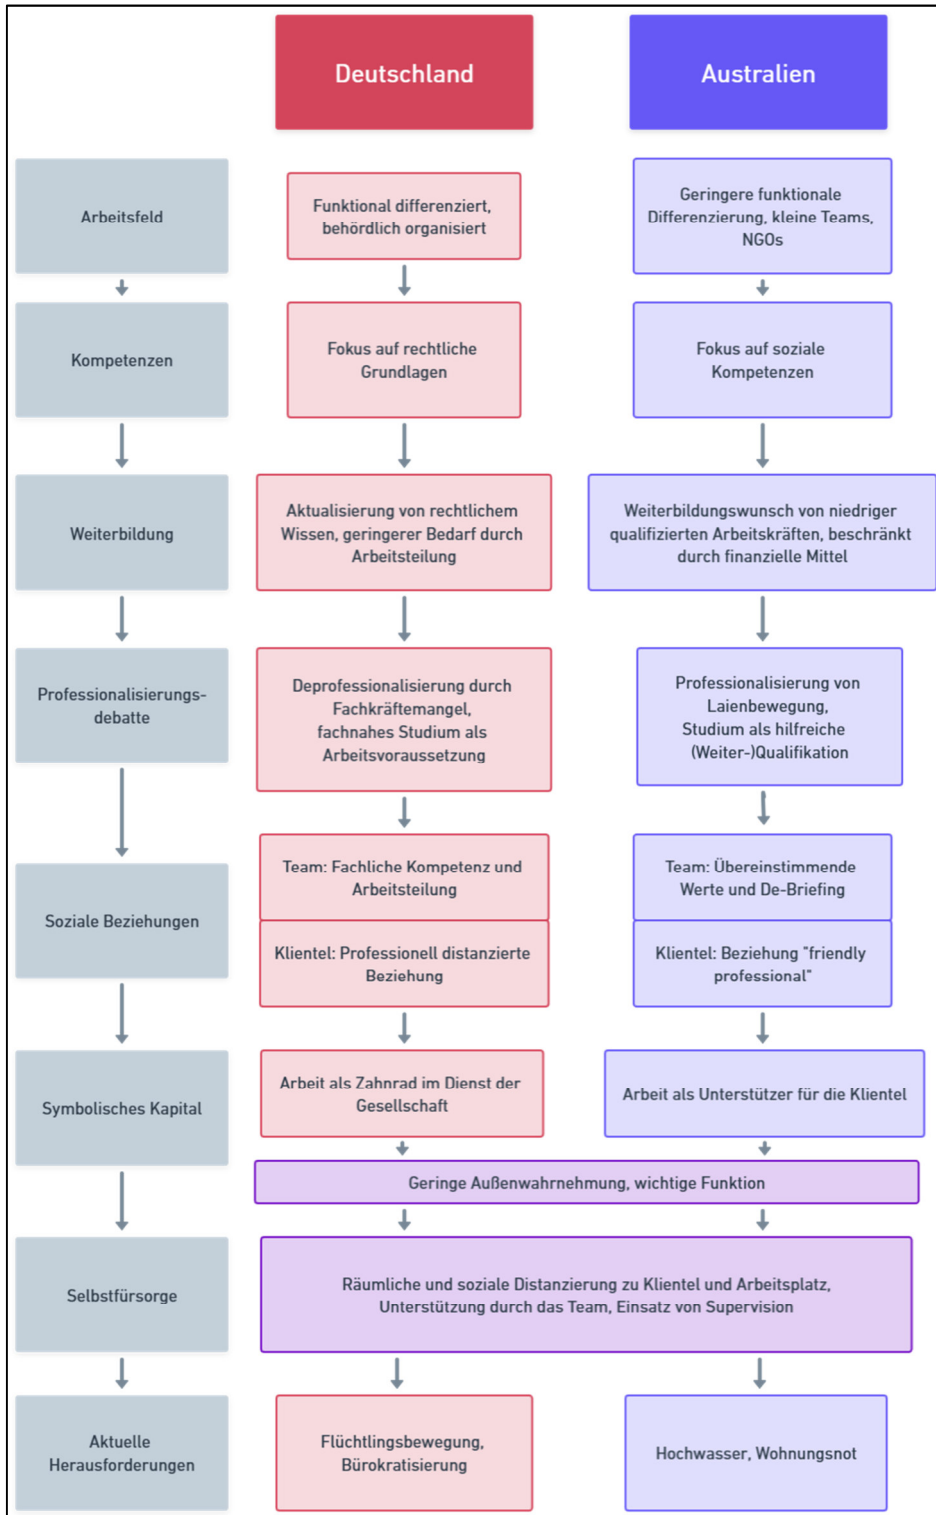 Deutschland
Australien
Arbeitsfeld
Funktional differenziert,
behördlich organisiert
Geringere funktionale
Differenzierung, kleine Teams,
NGOs
Kompetenzen
Fokus auf rechtliche
Grundlagen
Fokus auf soziale
Kompetenzen
Weiterbildung
Aktualisierung von rechtlichem
Wissen, geringerer Bedarf durch
Arbeitsteilung
Weiterbildungswunsch von niedriger
qualifizierten Arbeitskräften, beschränkt
durch finanzielle Mittel
Professionalisierungs-
debatte
Deprofessionalisierung durch
Fachkräftemangel,
fachnahes Studium als
Arbeitsvoraussetzung
Professionalisierung von
Laienbewegung,
Studium als hilfreiche
(Weiter-)Qualifikation
Soziale Beziehungen
Team: Fachliche Kompetenz und
Arbeitsteilung
Klientel: Professionell distanzierte
Beziehung
Team: Übereinstimmende
Werte und De-Briefing
Klientel: Beziehung "friendly
professional"
Symbolisches Kapital
Arbeit als Zahnrad im Dienst der
Gesellschaft
Arbeit als Unterstützer für die Klientel
Geringe Außenwahrnehmung, wichtige Funktion
Selbstfürsorge
Räumliche und soziale Distanzierung zu Klientel und Arbeitsplatz,
Unterstützung durch das Team, Einsatz von Supervision
Aktuelle
Herausforderungen
Flüchtlingsbewegung,
Bürokratisierung
Hochwasser, Wohnungsnot